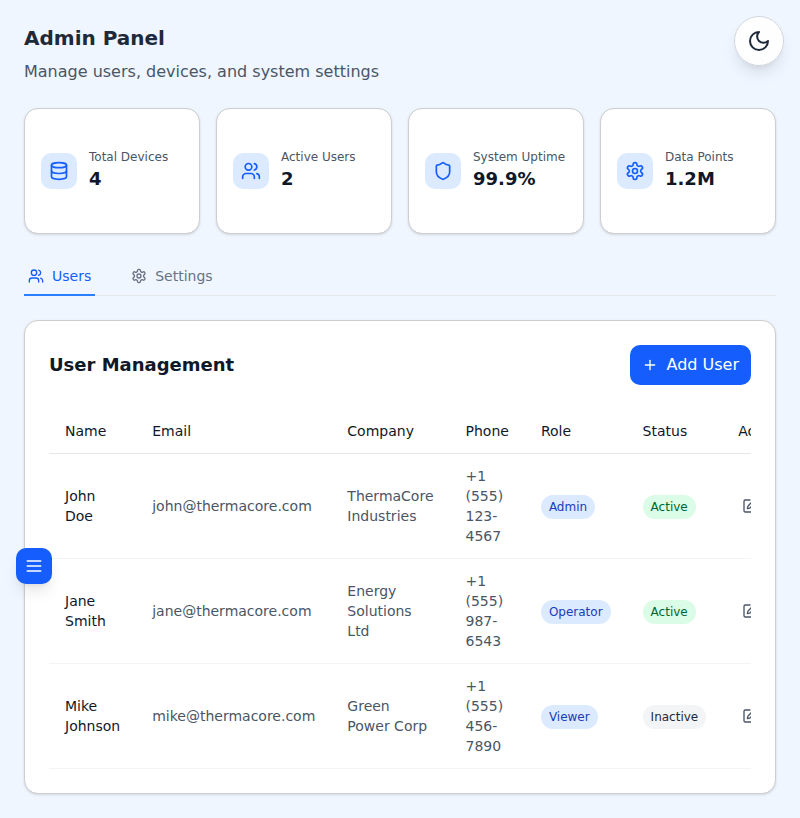 Admin Panel
Manage users, devices, and system settings
Total Devices
4
Active Users
2
System Uptime
99.9%
Data Points
1.2M
Users
Settings
User Management
+ Add User
Name Email Company Phone Role Status
John Doe
john@thermacore.com
ThermaCore Industries
+1 (555) 123-4567
Admin
Active
Jane Smith
jane@thermacore.com
Energy Solutions Ltd
+1 (555) 987-6543
Operator
Active
Mike Johnson
mike@thermacore.com
Green Power Corp
+1 (555) 456-7890
Viewer
Inactive